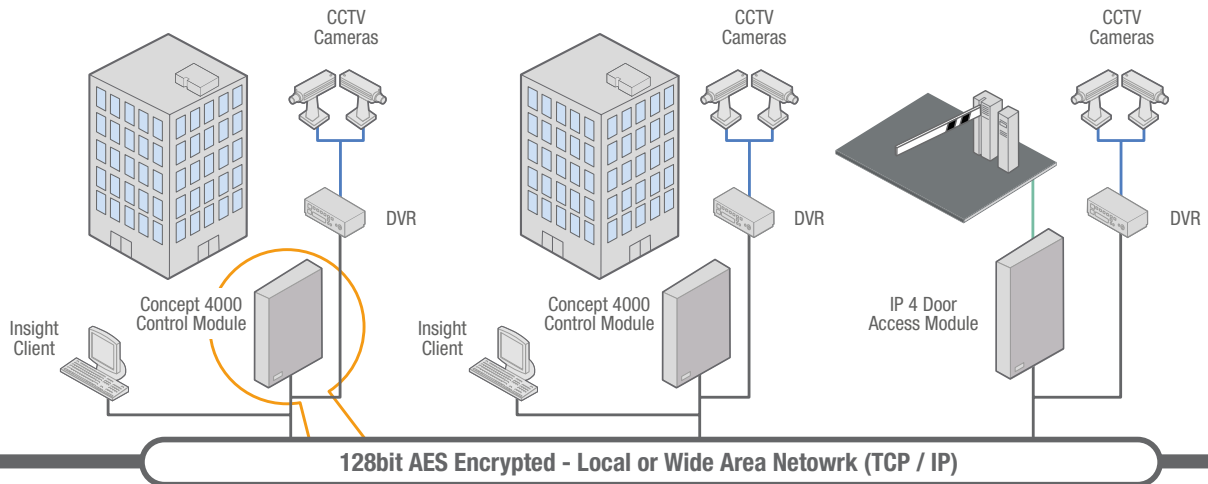 CCTV
Cameras
DVR
Concept 4000
Control Module
Insight
Client
CCTV
Cameras
DVR
Concept 4000
Control Module
Insight
Client
CCTV
Cameras
DVR
IP 4 Door
Access Module
128bit AES Encrypted - Local or Wide Area Netowrk (TCP / IP)